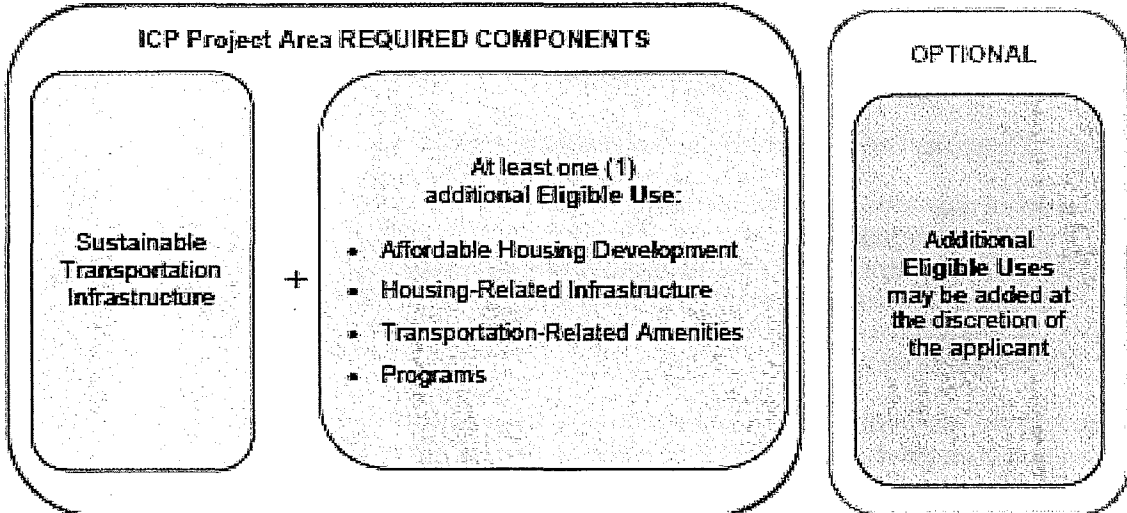 ICP Project Area REQUIRED COMPONENTS
Sustainable
Transportation
Infrastructure
+
At least one (1)
additional Eligible Use:
• Affordable Housing Development
• Housing-Related Infrastructure
• Transportation-Related Amenities
• Programs
OPTIONAL
Additional
Eligible Uses
may be added at
the discretion of
the applicant